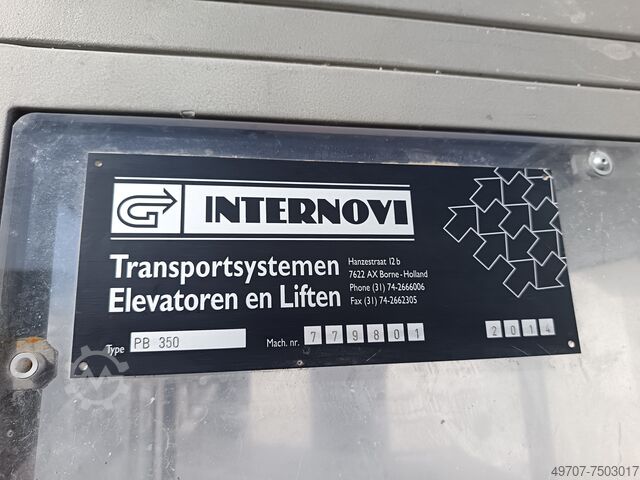 INTERNOVI
Transportsystemen
Elevatoren en Liften
Hanzestraat 12 b
7622 AX Borne-Holland
Phone (31) 74-2666006
Fax (31) 74-2662305
Type PB 350 Mach. nr. 779801 2014
49707-7503017